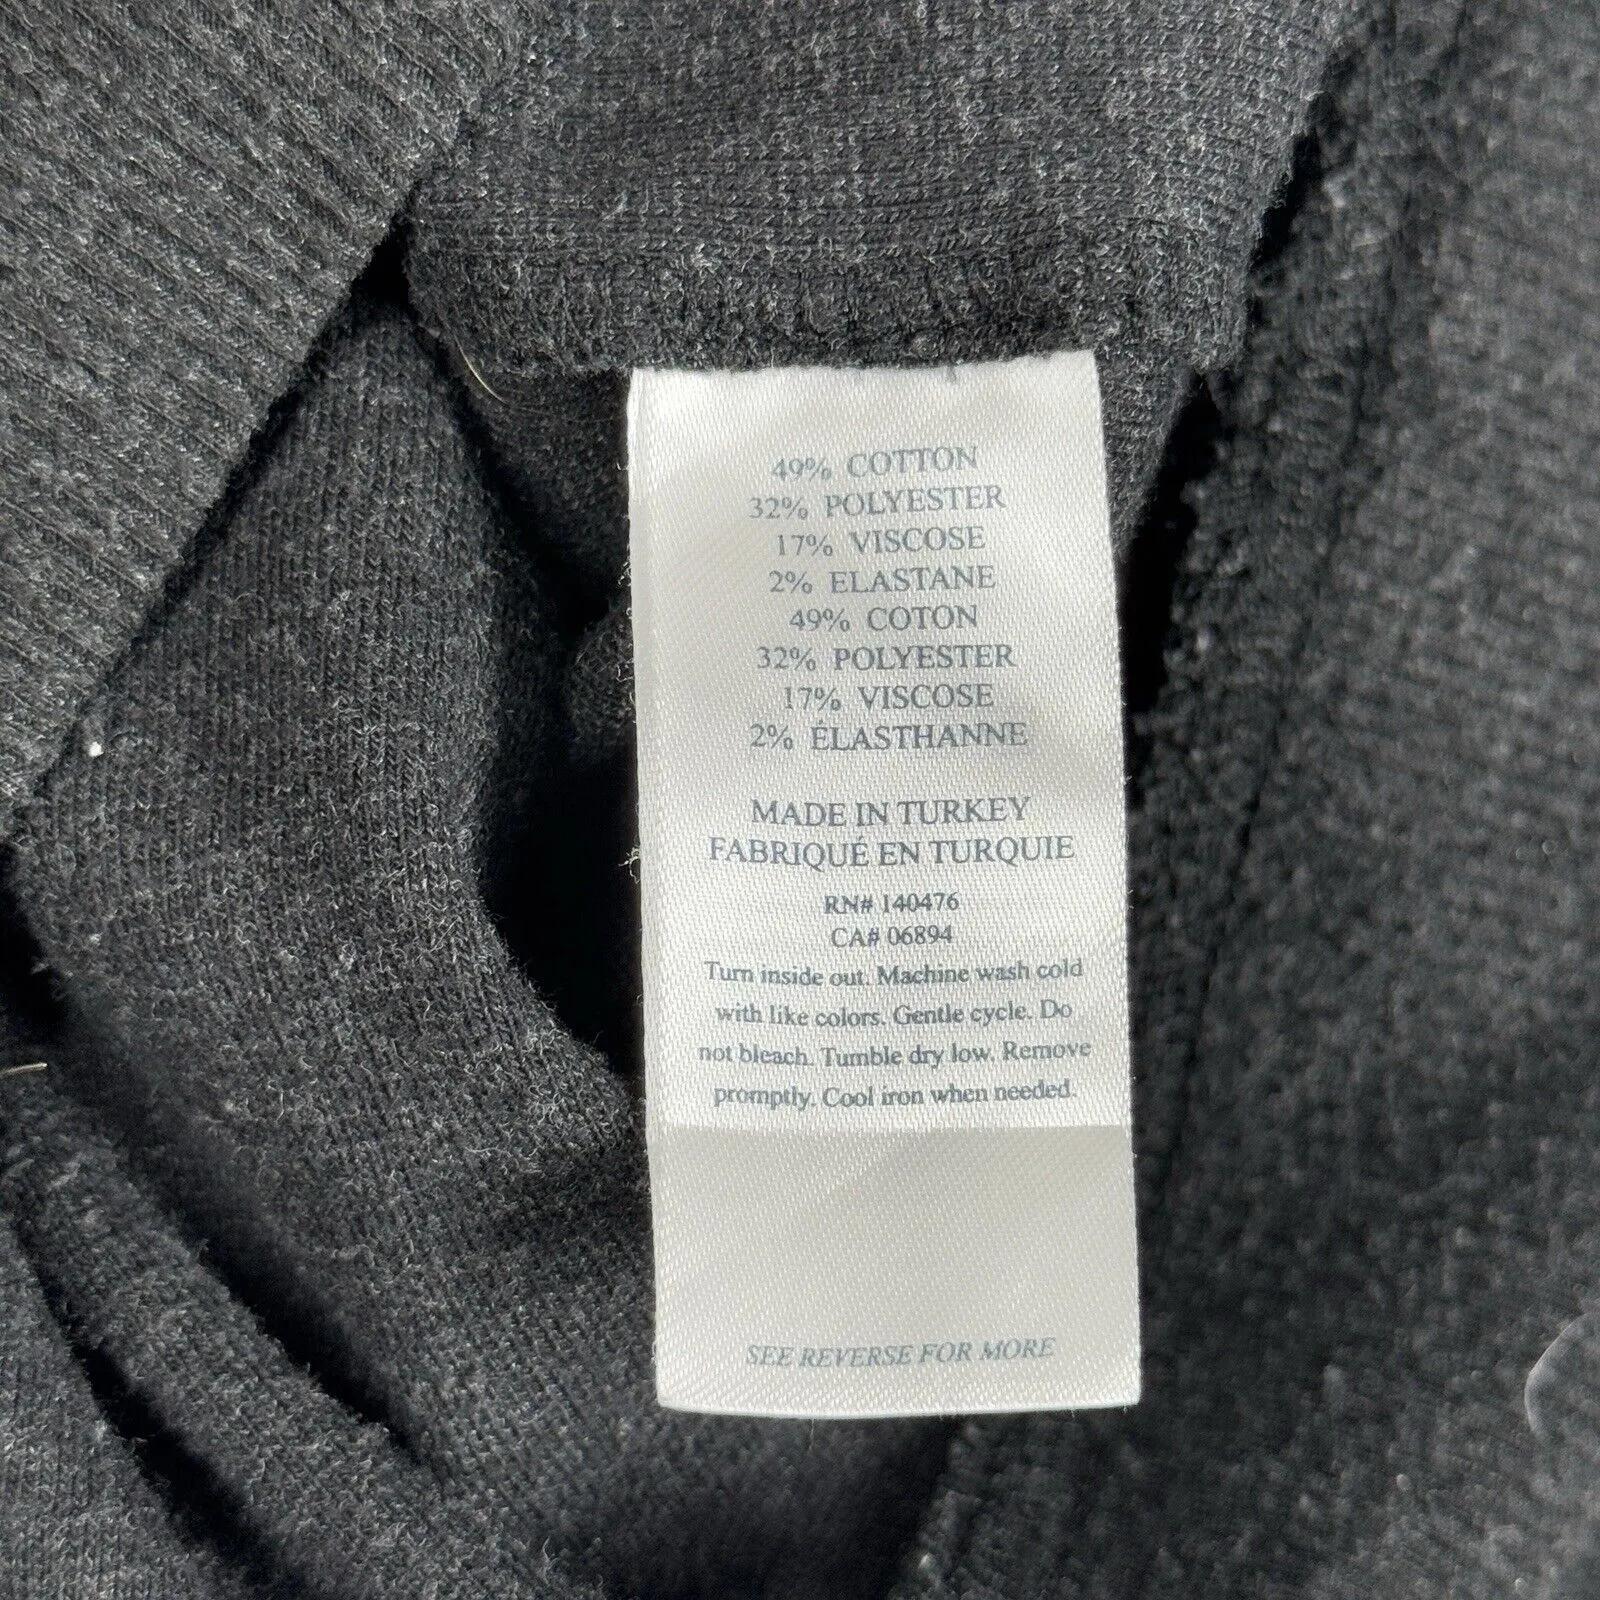 49% COTTON
32% POLYESTER
17% VISCOSE
2% ELASTANE
49% COTON
32% POLYESTER
17% VISCOSE
2% ÉLASTHANNE
MADE IN TURKEY
FABRIQUÉ EN TURQUIE
RN# 140476
CA# 06894
Turn inside out. Machine wash cold
with like colors. Gentle cycle. Do
not bleach. Tumble dry low. Remove
promptly. Cool iron when needed.
SEE REVERSE FOR MORE